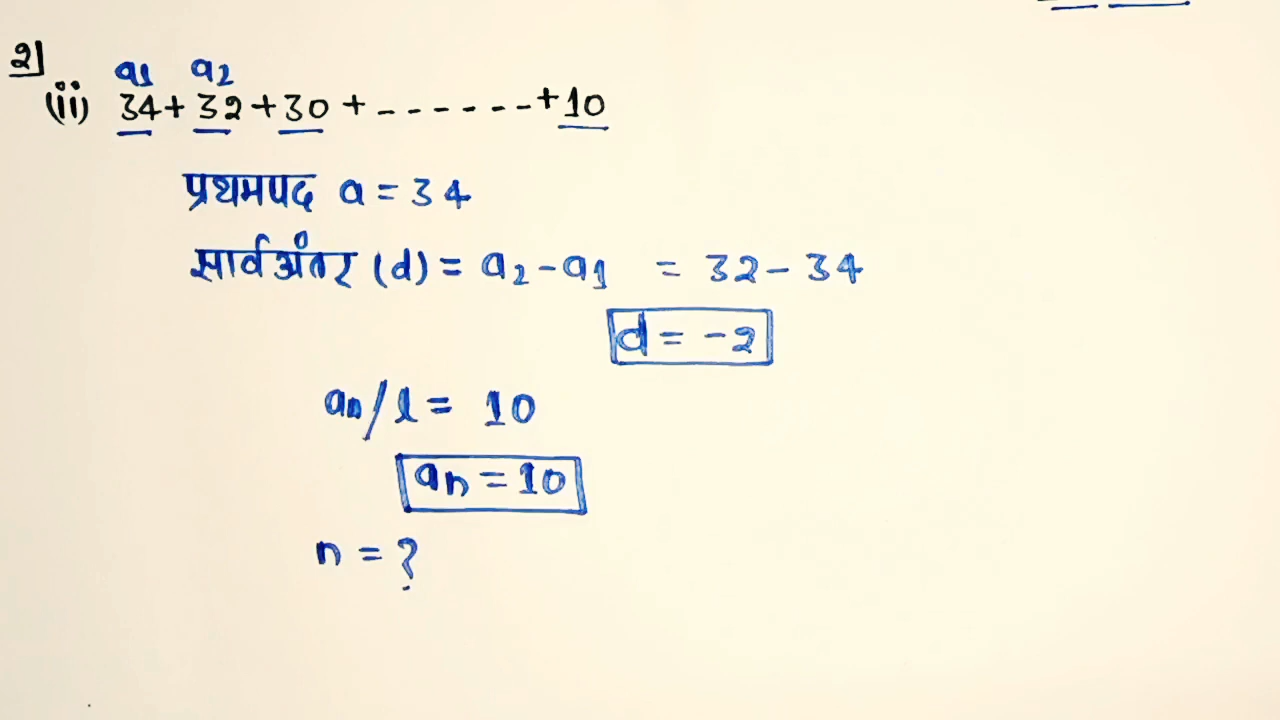 2]
a1 a2
(ii) 34 + 32 + 30 + - - - - - - + 10
प्रथमपद a = 34
सार्वअंतर (d) = a2 - a1 = 32 - 34
d = -2
an/l = 10
an = 10
n = ?